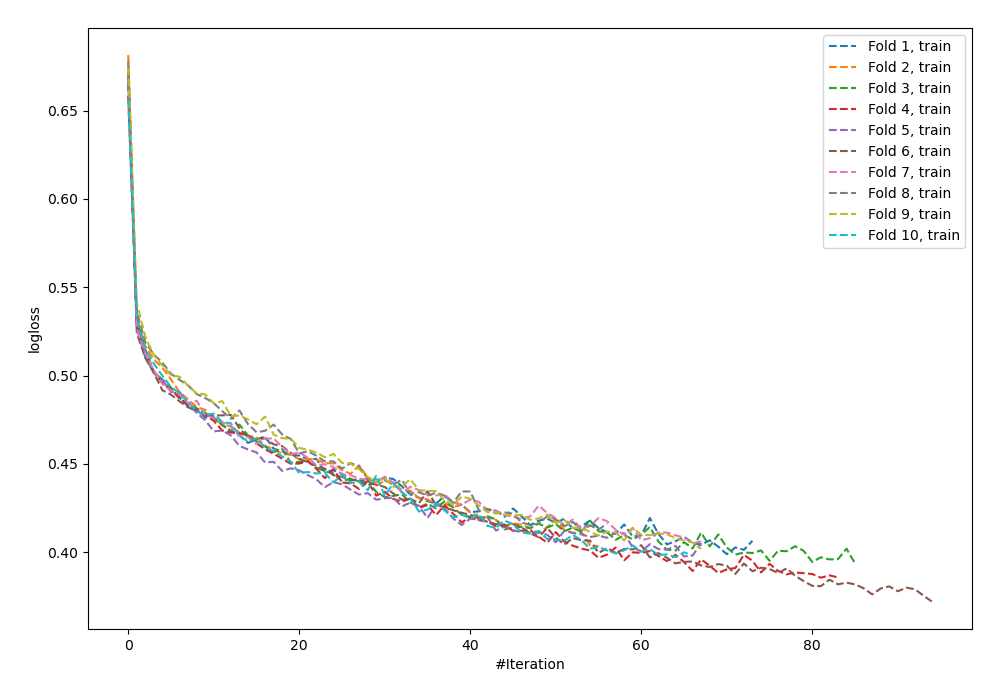 Fold 1, train
Fold 2, train
Fold 3, train
Fold 4, train
Fold 5, train
Fold 6, train
Fold 7, train
Fold 8, train
Fold 9, train
Fold 10, train
logloss
0.65
0.60
0.55
0.50
0.45
0.40
0 20 40 60 80
#Iteration